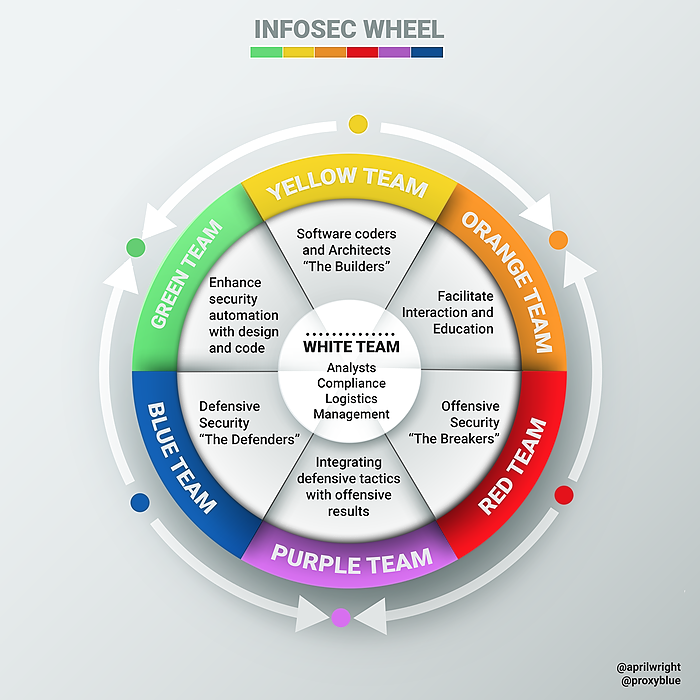 INFOSEC WHEEL
YELLOW TEAM
Software coders
and Architects
“The Builders”
ORANGE TEAM
Facilitate
Interaction and
Education
RED TEAM
Offensive
Security
“The Breakers”
PURPLE TEAM
Integrating
defensive tactics
with offensive
results
BLUE TEAM
Defensive
Security
“The Defenders”
GREEN TEAM
Enhance
security
automation
with design
and code
WHITE TEAM
Analysts
Compliance
Logistics
Management
@aprilwright
@proxyblue